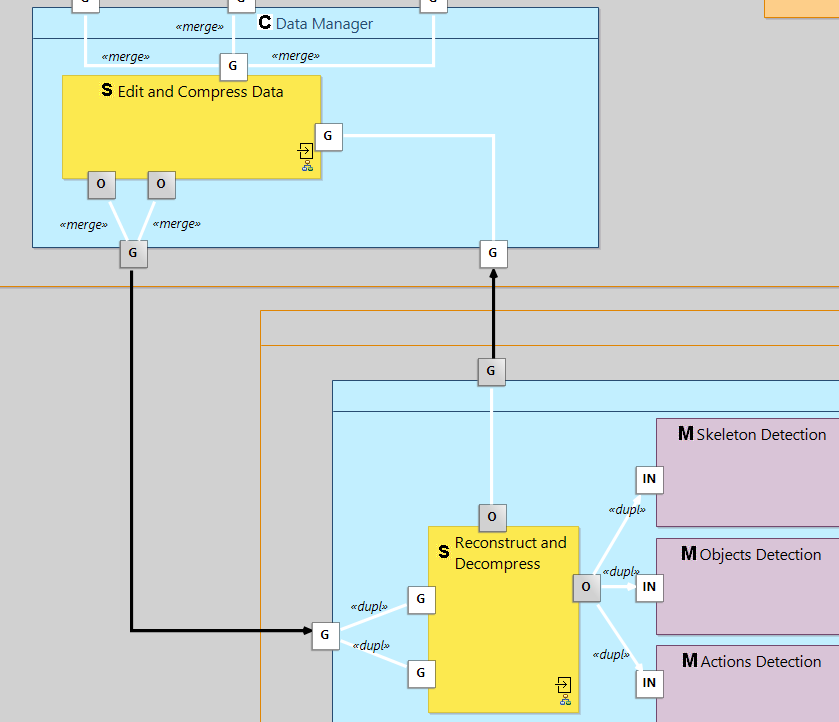 G
G
G
«merge»
C Data Manager
«merge»
G
«merge»
S Edit and Compress Data
G
O
O
«merge»
«merge»
G
G
G
M Skeleton Detection
IN
«dupl»
O
S Reconstruct and
Decompress
M Objects Detection
«dupl»
O
IN
G
«dupl»
G
«dupl»
«dupl»
M Actions Detection
G
IN